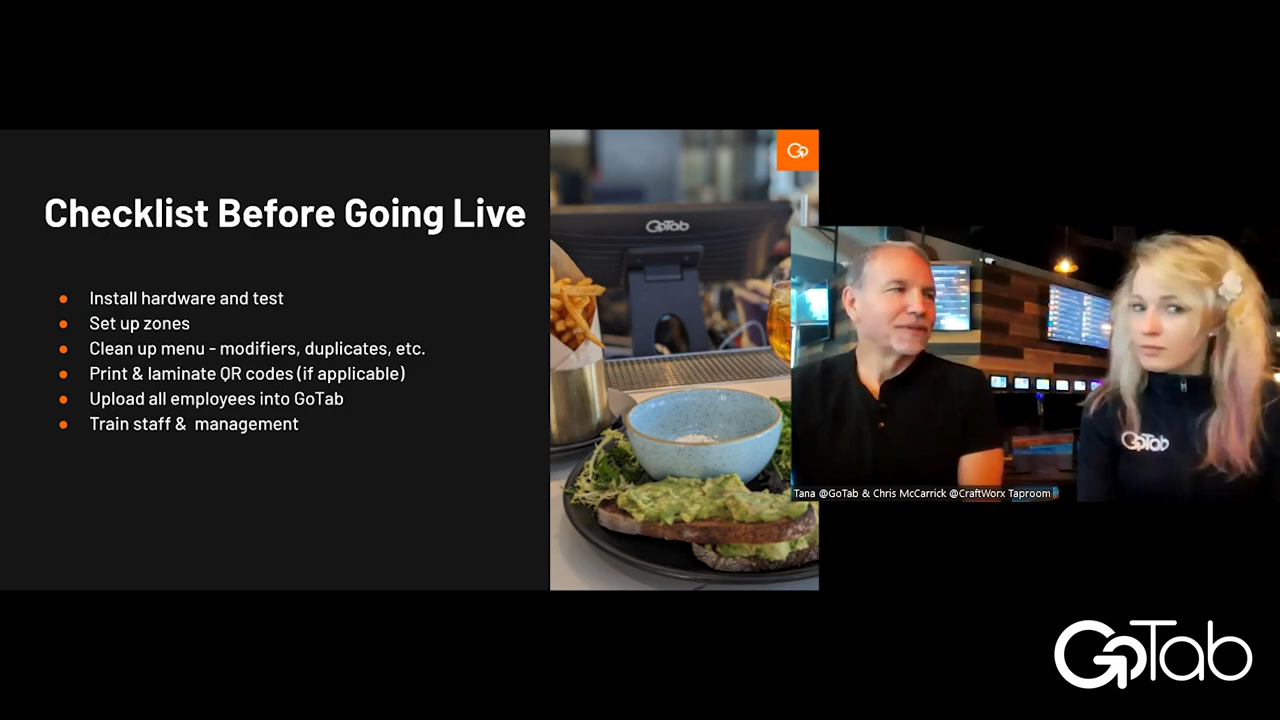 Checklist Before Going Live
● Install hardware and test
● Set up zones
● Clean up menu - modifiers, duplicates, etc.
● Print & laminate QR codes (if applicable)
● Upload all employees into GoTab
● Train staff & management
GoTab
GoTab
Tana @GoTab & Chris McCarrick @CraftWorx Taproom
GoTab